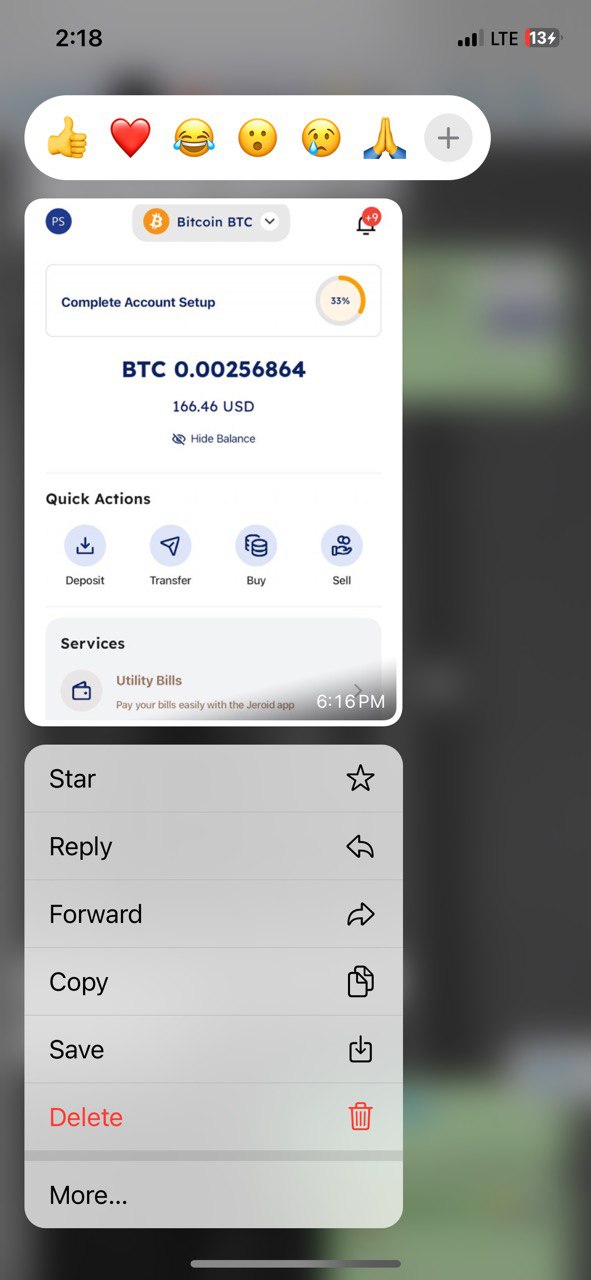 2:18
LTE 13
PS
Bitcoin BTC
+9
Complete Account Setup
33%
BTC 0.00256864
166.46 USD
Hide Balance
Quick Actions
Deposit Transfer Buy Sell
Services
Utility Bills
Pay your bills easily with the Jeroid app
6:16 PM
Star
Reply
Forward
Copy
Save
Delete
More...